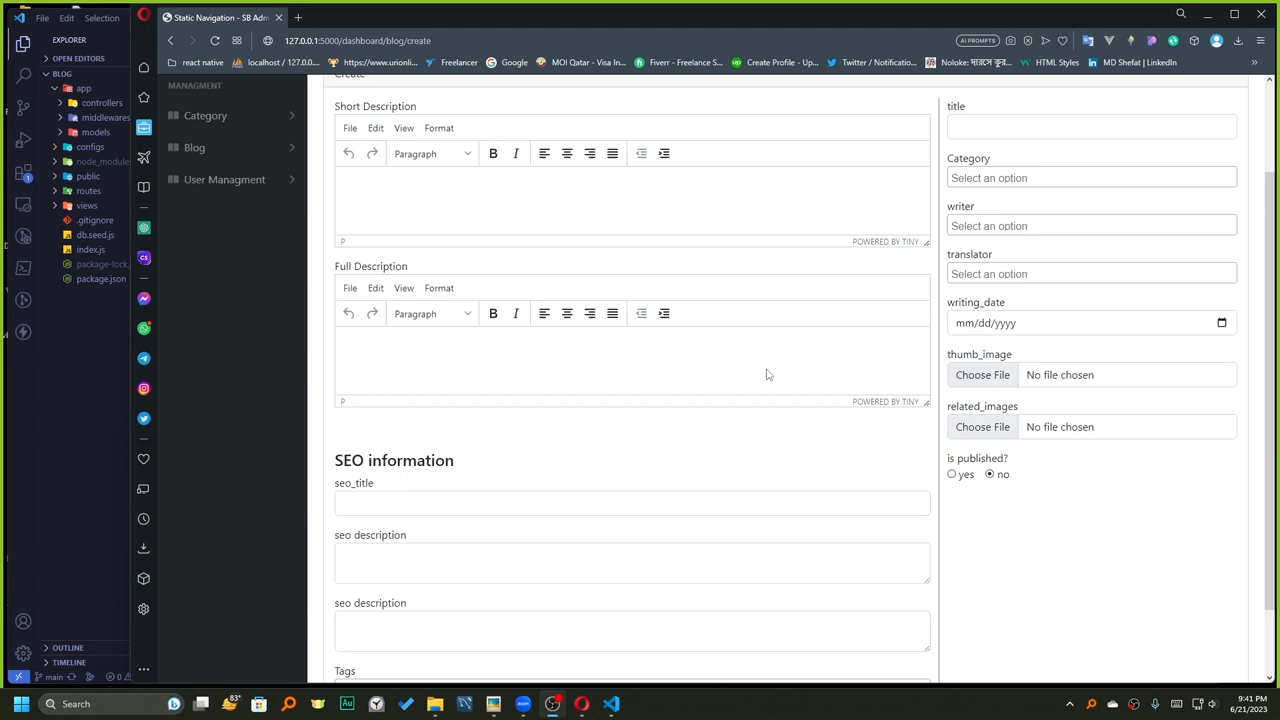 File Edit Selection
Static Navigation - SB Adm
127.0.0.1:5000/dashboard/blog/create
AI PROMPTS
react native
localhost / 127.0....
https://www.urionli...
Freelancer
Google
MOI Qatar - Visa In...
Fiverr - Freelance S...
Create Profile - Up...
Twitter / Notificatio...
HTML Styles
MD Shefat | LinkedIn
EXPLORER
OPEN EDITORS
BLOG
app
controllers
middlewares
models
configs
node_modules
public
routes
views
.gitignore
db.seed.js
index.js
package-lock.
package.json
OUTLINE
TIMELINE
main
0
1
MANAGMENT
Category
Blog
User Managment
Create
Short Description
File Edit View Format
Paragraph
P
POWERED BY TINY
Full Description
File Edit View Format
Paragraph
P
POWERED BY TINY
SEO information
seo_title
seo description
seo description
Tags
title
Category
Select an option
writer
Select an option
translator
Select an option
writing_date
mm/dd/yyyy
thumb_image
Choose File No file chosen
related_images
Choose File No file chosen
is published?
yes no
Search
83°
Au
zoom
9:41 PM
6/21/2023